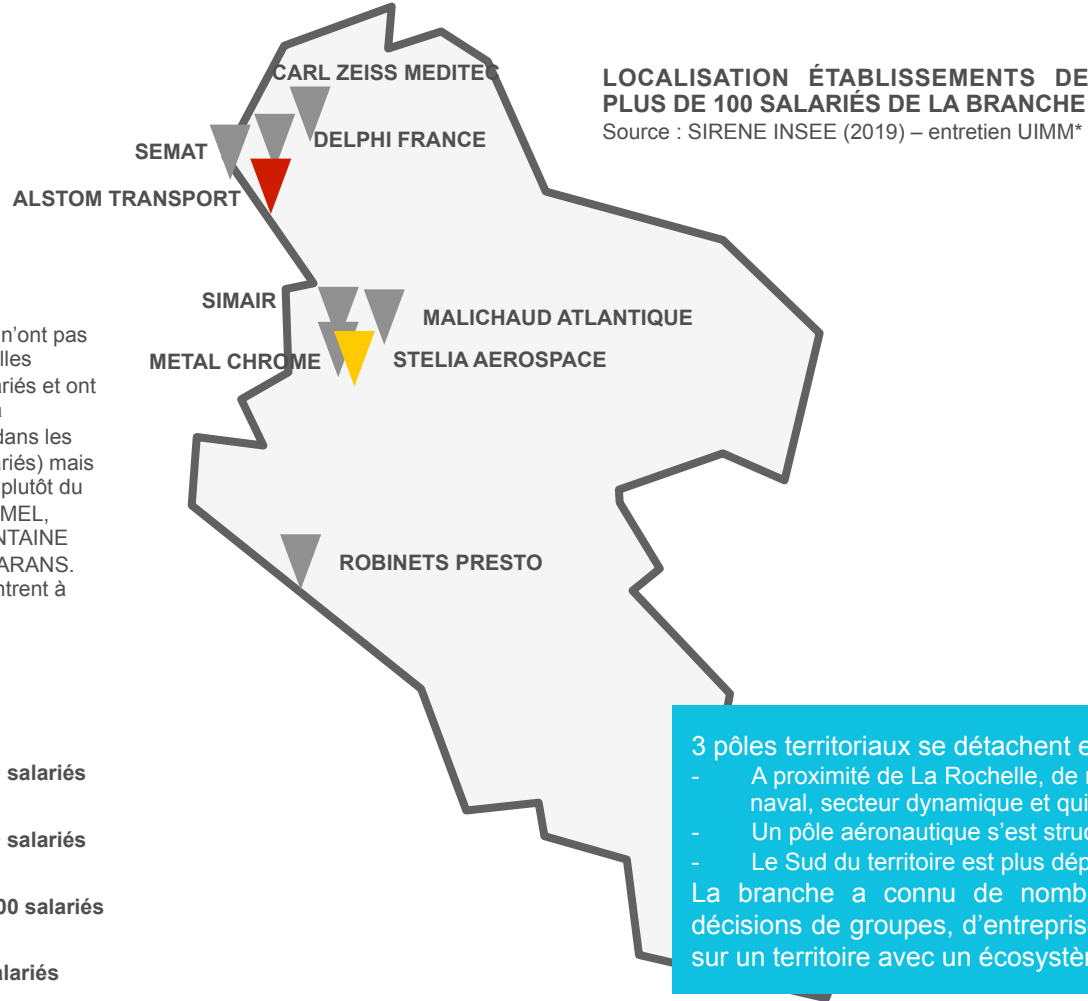 CARL ZEISS MEDITEC
LOCALISATION ÉTABLISSEMENTS DE
PLUS DE 100 SALARIÉS DE LA BRANCHE
Source : SIRENE INSEE (2019) – entretien UIMM*
DELPHI FRANCE
SEMAT
ALSTOM TRANSPORT
SIMAIR
MALICHAUD ATLANTIQUE
METAL CHROME
STELIA AEROSPACE
n’ont pas
elles
ariés et ont
a
dans les
ariés) mais
plutôt du
MEL,
NTAINE
ARANS.
ntrent à
ROBINETS PRESTO
salariés
salariés
00 salariés
alariés
3 pôles territoriaux se détachent e
- A proximité de La Rochelle, de n
naval, secteur dynamique et qui
- Un pôle aéronautique s’est struc
- Le Sud du territoire est plus dép
La branche a connu de nomb
décisions de groupes, d’entrepris
sur un territoire avec un écosystè